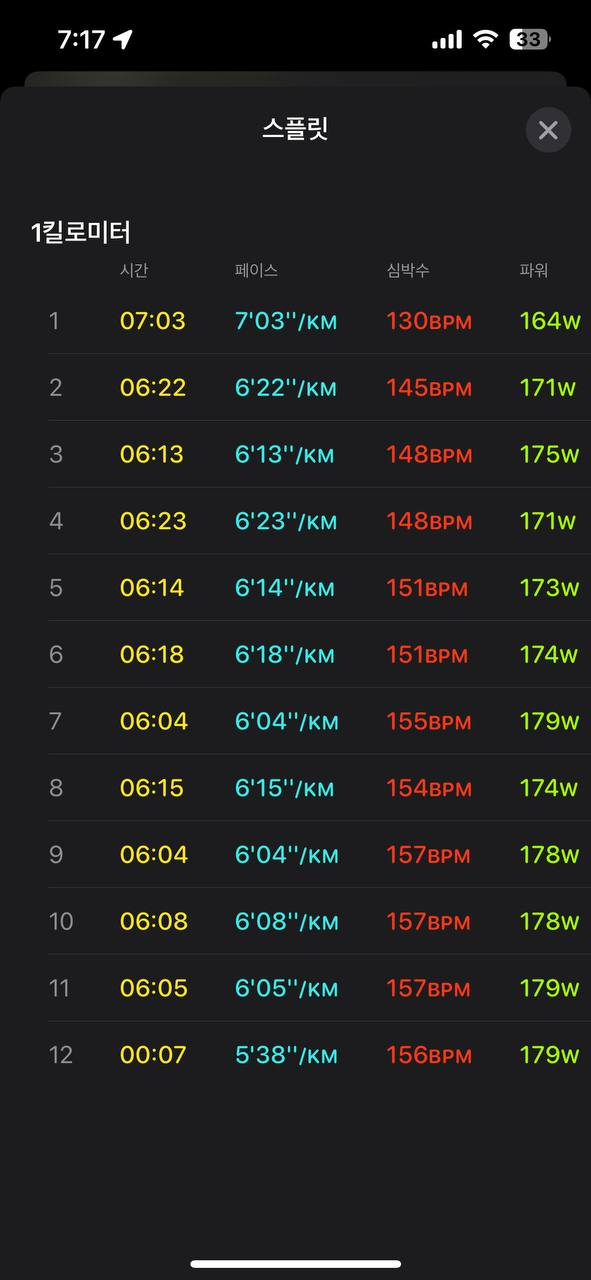 7:17 33
스플릿
1킬로미터
시간 페이스 심박수 파워
1 07:03 7'03''/KM 130BPM 164W
2 06:22 6'22''/KM 145BPM 171W
3 06:13 6'13''/KM 148BPM 175W
4 06:23 6'23''/KM 148BPM 171W
5 06:14 6'14''/KM 151BPM 173W
6 06:18 6'18''/KM 151BPM 174W
7 06:04 6'04''/KM 155BPM 179W
8 06:15 6'15''/KM 154BPM 174W
9 06:04 6'04''/KM 157BPM 178W
10 06:08 6'08''/KM 157BPM 178W
11 06:05 6'05''/KM 157BPM 179W
12 00:07 5'38''/KM 156BPM 179W